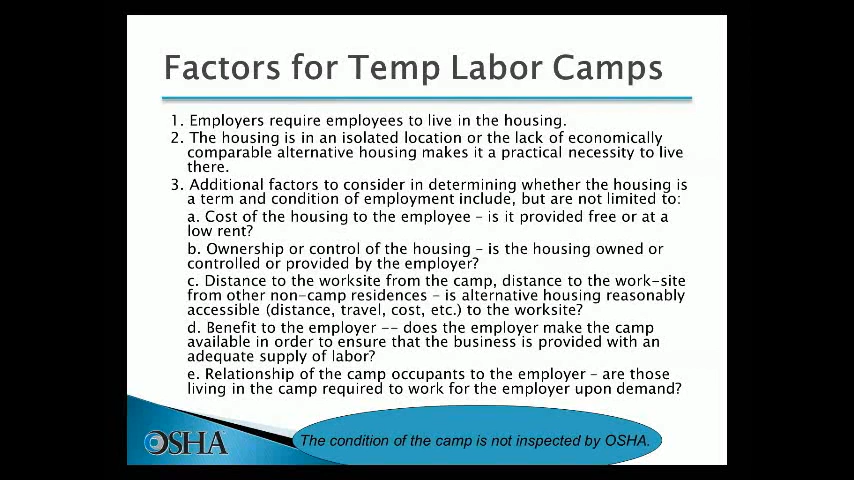 Factors for Temp Labor Camps
1. Employers require employees to live in the housing.
2. The housing is in an isolated location or the lack of economically
comparable alternative housing makes it a practical necessity to live
there.
3. Additional factors to consider in determining whether the housing is
a term and condition of employment include, but are not limited to:
a. Cost of the housing to the employee – is it provided free or at a
low rent?
b. Ownership or control of the housing – is the housing owned or
controlled or provided by the employer?
c. Distance to the worksite from the camp, distance to the work-site
from other non-camp residences – is alternative housing reasonably
accessible (distance, travel, cost, etc.) to the worksite?
d. Benefit to the employer -- does the employer make the camp
available in order to ensure that the business is provided with an
adequate supply of labor?
e. Relationship of the camp occupants to the employer – are those
living in the camp required to work for the employer upon demand?
OSHA
The condition of the camp is not inspected by OSHA.